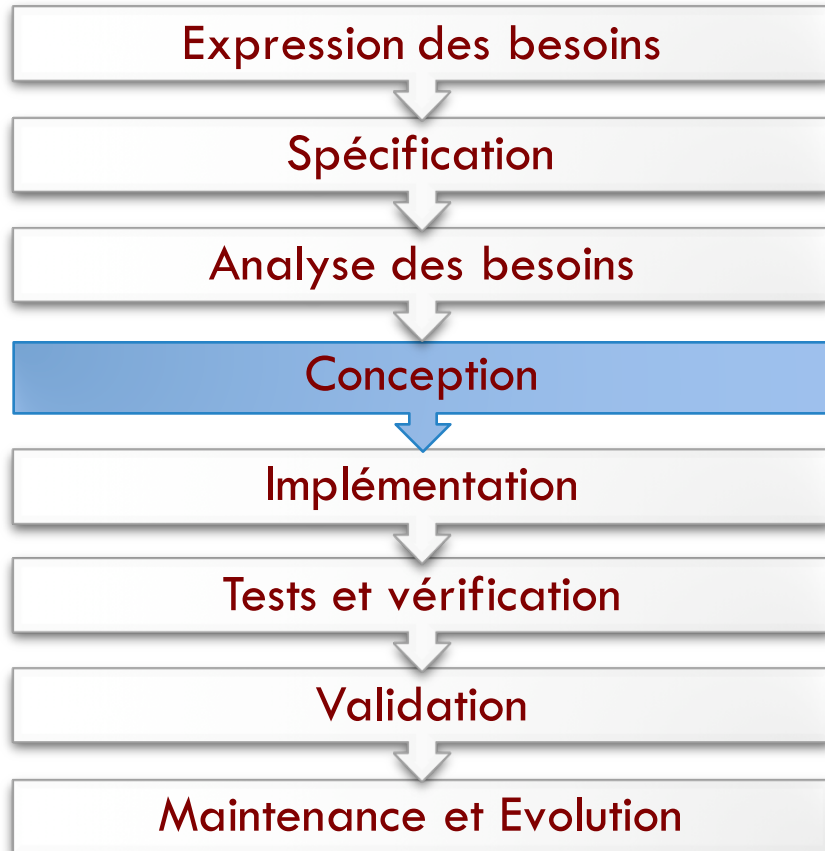 Expression des besoins
Spécification
Analyse des besoins
Conception
Implémentation
Tests et vérification
Validation
Maintenance et Evolution